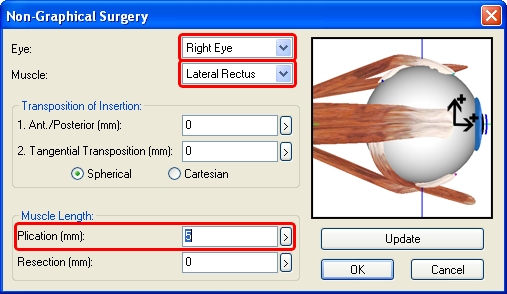 Non-Graphical Surgery
Eye: Right Eye
Muscle: Lateral Rectus
Transposition of Insertion:
1. Ant./Posterior (mm): 0 >
2. Tangential Transposition (mm): 0 >
Spherical Cartesian
Muscle Length:
Plication (mm): 5 >
Resection (mm): 0 >
Update
OK Cancel